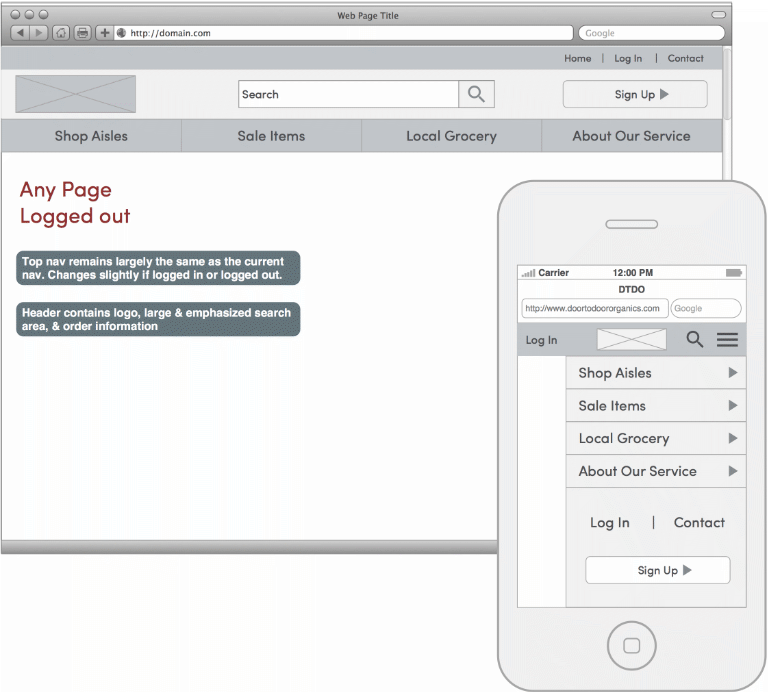 Web Page Title
http://domain.com
Google
Home | Log In | Contact
Search
Sign Up
Shop Aisles
Sale Items
Local Grocery
About Our Service
Any Page
Logged out
Top nav remains largely the same as the current
nav. Changes slightly if logged in or logged out.
Header contains logo, large & emphasized search
area, & order information
Carrier
12:00 PM
DTDO
http://www.doortodoororganics.com
Google
Log In
Shop Aisles
Sale Items
Local Grocery
About Our Service
Log In | Contact
Sign Up